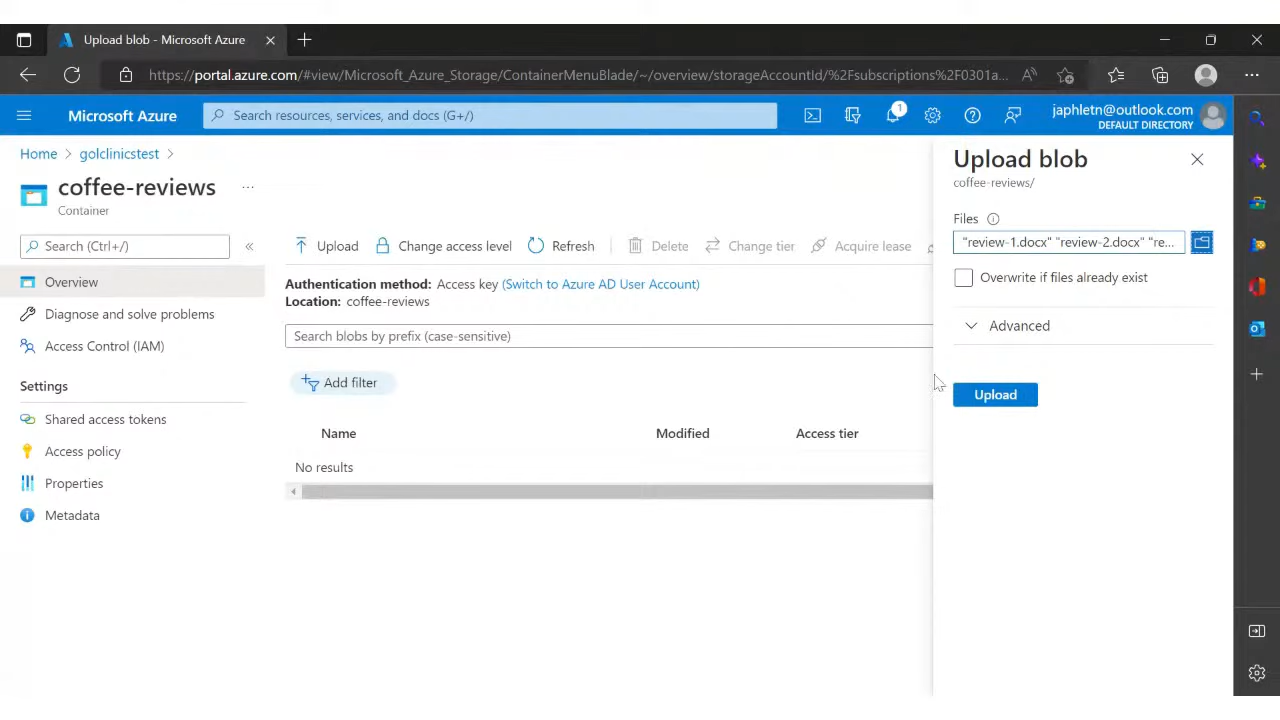 Upload blob - Microsoft Azure
https://portal.azure.com/#view/Microsoft_Azure_Storage/ContainerMenuBlade/~/overview/storageAccountId/%2Fsubscriptions%2F0301a...
Microsoft Azure
Search resources, services, and docs (G+/)
1
japhletn@outlook.com
DEFAULT DIRECTORY
Home > golclinicstest >
coffee-reviews
...
Container
Search (Ctrl+/)
«
Overview
Diagnose and solve problems
Access Control (IAM)
Settings
Shared access tokens
Access policy
Properties
Metadata
Upload
Change access level
Refresh
Delete
Change tier
Acquire lease
Authentication method: Access key (Switch to Azure AD User Account)
Location: coffee-reviews
Search blobs by prefix (case-sensitive)
Add filter
Name Modified Access tier
No results
Upload blob
coffee-reviews/
Files
"review-1.docx" "review-2.docx" "re...
Overwrite if files already exist
Advanced
Upload